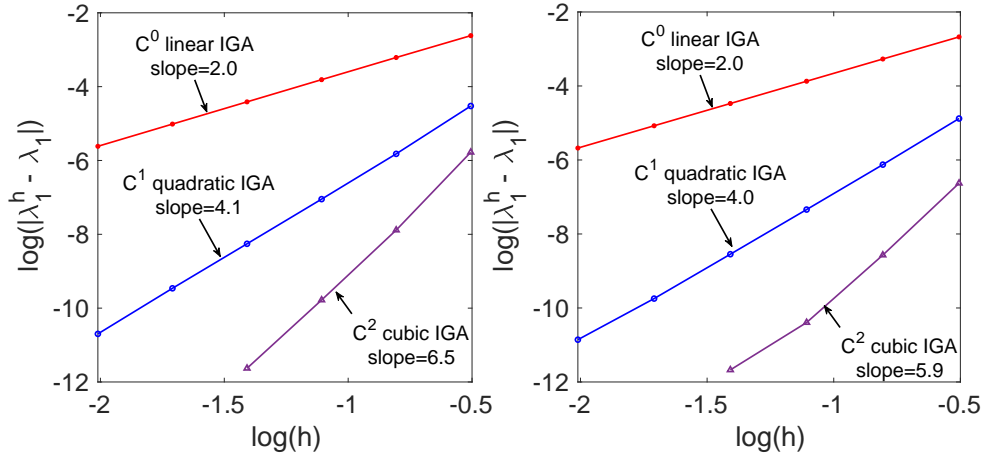 -2
-4
-6
-8
-10
-12
-2
-1.5
-1
-0.5
log(|λ₁ʰ - λ₁|)
log(h)
C⁰ linear IGA
slope=2.0
C¹ quadratic IGA
slope=4.1
C² cubic IGA
slope=6.5
-2
-4
-6
-8
-10
-12
-2
-1.5
-1
-0.5
log(|λ₁ʰ - λ₁|)
log(h)
C⁰ linear IGA
slope=2.0
C¹ quadratic IGA
slope=4.0
C² cubic IGA
slope=5.9